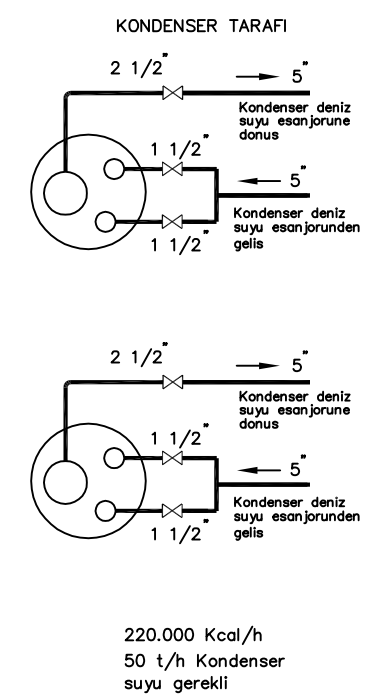 KONDENSER TARAFI
2 1/2"
5"
Kondenser deniz
suyu esanjorune
donus
1 1/2"
5"
Kondenser deniz
suyu esanjorunden
gelis
1 1/2"
2 1/2"
5"
Kondenser deniz
suyu esanjorune
donus
1 1/2"
5"
Kondenser deniz
suyu esanjorunden
gelis
1 1/2"
220.000 Kcal/h
50 t/h Kondenser
suyu gerekli